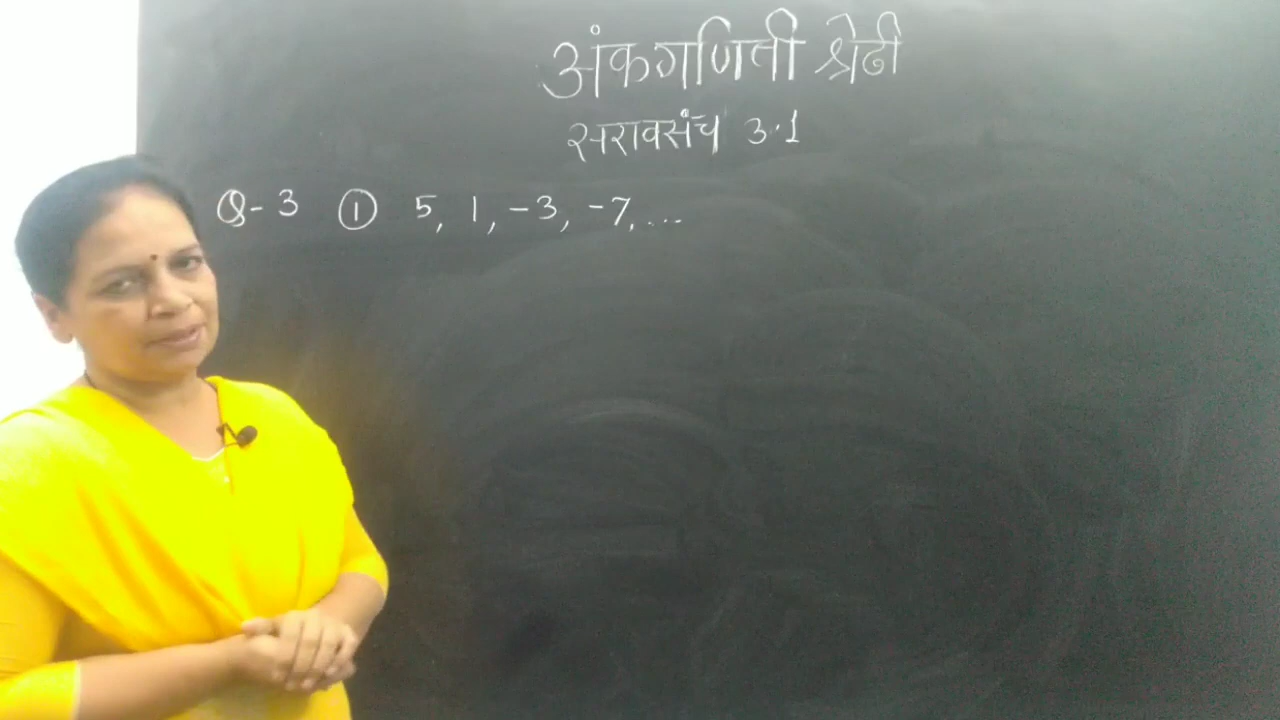 अंकगणिती श्रेढी
सरावसंच 3.1
Q-3 ① 5, 1, -3, -7, ...